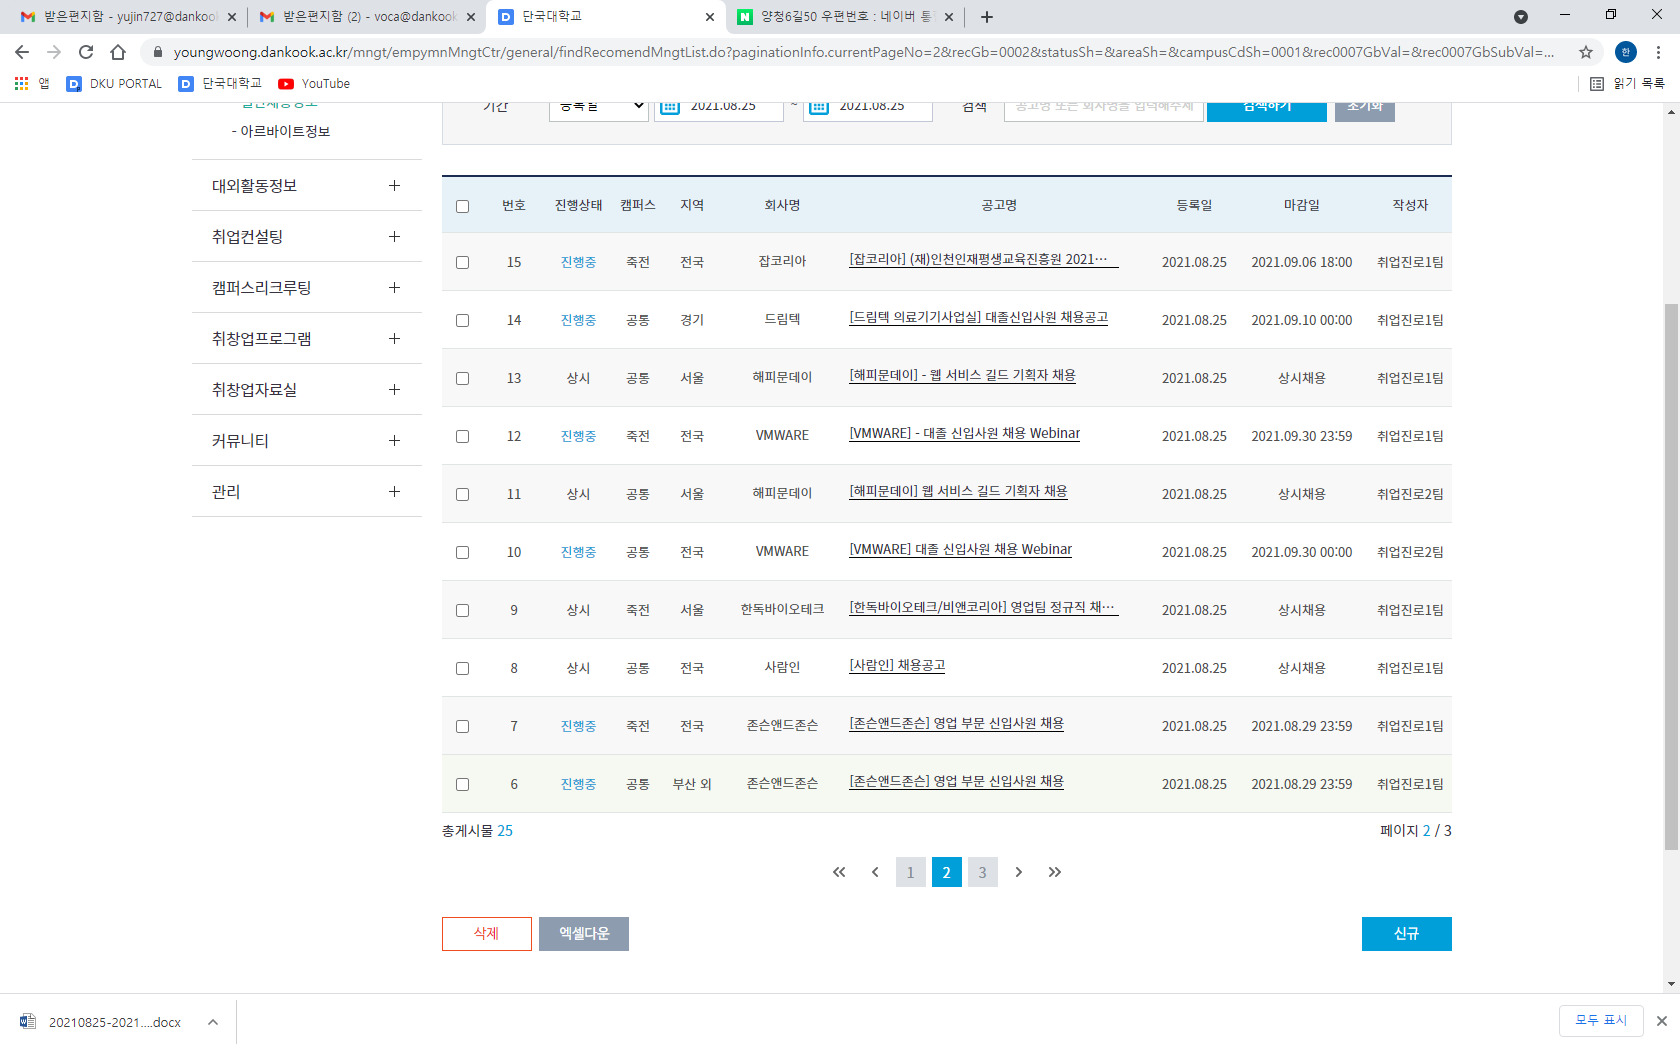 받은편지함 - yujin727@dankook
받은편지함 (2) - voca@dankook
단국대학교
양청6길50 우편번호 : 네이버 통
youngwoong.dankook.ac.kr/mngt/empymnMngtCtr/general/findRecomendMngtList.do?paginationInfo.currentPageNo=2&recGb=0002&statusSh=&areaSh=&campusCdSh=0001&rec0007GbVal=&rec0007GbSubVal=...
한
앱 DKU PORTAL 단국대학교 YouTube 읽기 목록
일반채용정보
- 아르바이트정보
대외활동정보 +
취업컨설팅 +
캠퍼스리크루팅 +
취창업프로그램 +
취창업자료실 +
커뮤니티 +
관리 +
기간 등록일 2021.08.25 ~ 2021.08.25 검색 공고명 또는 회사명을 입력해주세 검색하기 초기화
번호 진행상태 캠퍼스 지역 회사명 공고명 등록일 마감일 작성자
15 진행중 죽전 전국 잡코리아 [잡코리아] (재)인천인재평생교육진흥원 2021··· 2021.08.25 2021.09.06 18:00 취업진로1팀
14 진행중 공통 경기 드림텍 [드림텍 의료기기사업실] 대졸신입사원 채용공고 2021.08.25 2021.09.10 00:00 취업진로1팀
13 상시 공통 서울 해피문데이 [해피문데이] - 웹 서비스 길드 기획자 채용 2021.08.25 상시채용 취업진로1팀
12 진행중 죽전 전국 VMWARE [VMWARE] - 대졸 신입사원 채용 Webinar 2021.08.25 2021.09.30 23:59 취업진로1팀
11 상시 공통 서울 해피문데이 [해피문데이] 웹 서비스 길드 기획자 채용 2021.08.25 상시채용 취업진로2팀
10 진행중 공통 전국 VMWARE [VMWARE] 대졸 신입사원 채용 Webinar 2021.08.25 2021.09.30 00:00 취업진로2팀
9 상시 죽전 서울 한독바이오테크 [한독바이오테크/비앤코리아] 영업팀 정규직 채··· 2021.08.25 상시채용 취업진로1팀
8 상시 공통 전국 사람인 [사람인] 채용공고 2021.08.25 상시채용 취업진로1팀
7 진행중 죽전 전국 존슨앤드존슨 [존슨앤드존슨] 영업 부문 신입사원 채용 2021.08.25 2021.08.29 23:59 취업진로1팀
6 진행중 공통 부산 외 존슨앤드존슨 [존슨앤드존슨] 영업 부문 신입사원 채용 2021.08.25 2021.08.29 23:59 취업진로1팀
총게시물 25 페이지 2 / 3
1 2 3
삭제 엑셀다운 신규
20210825-2021....docx 모두 표시